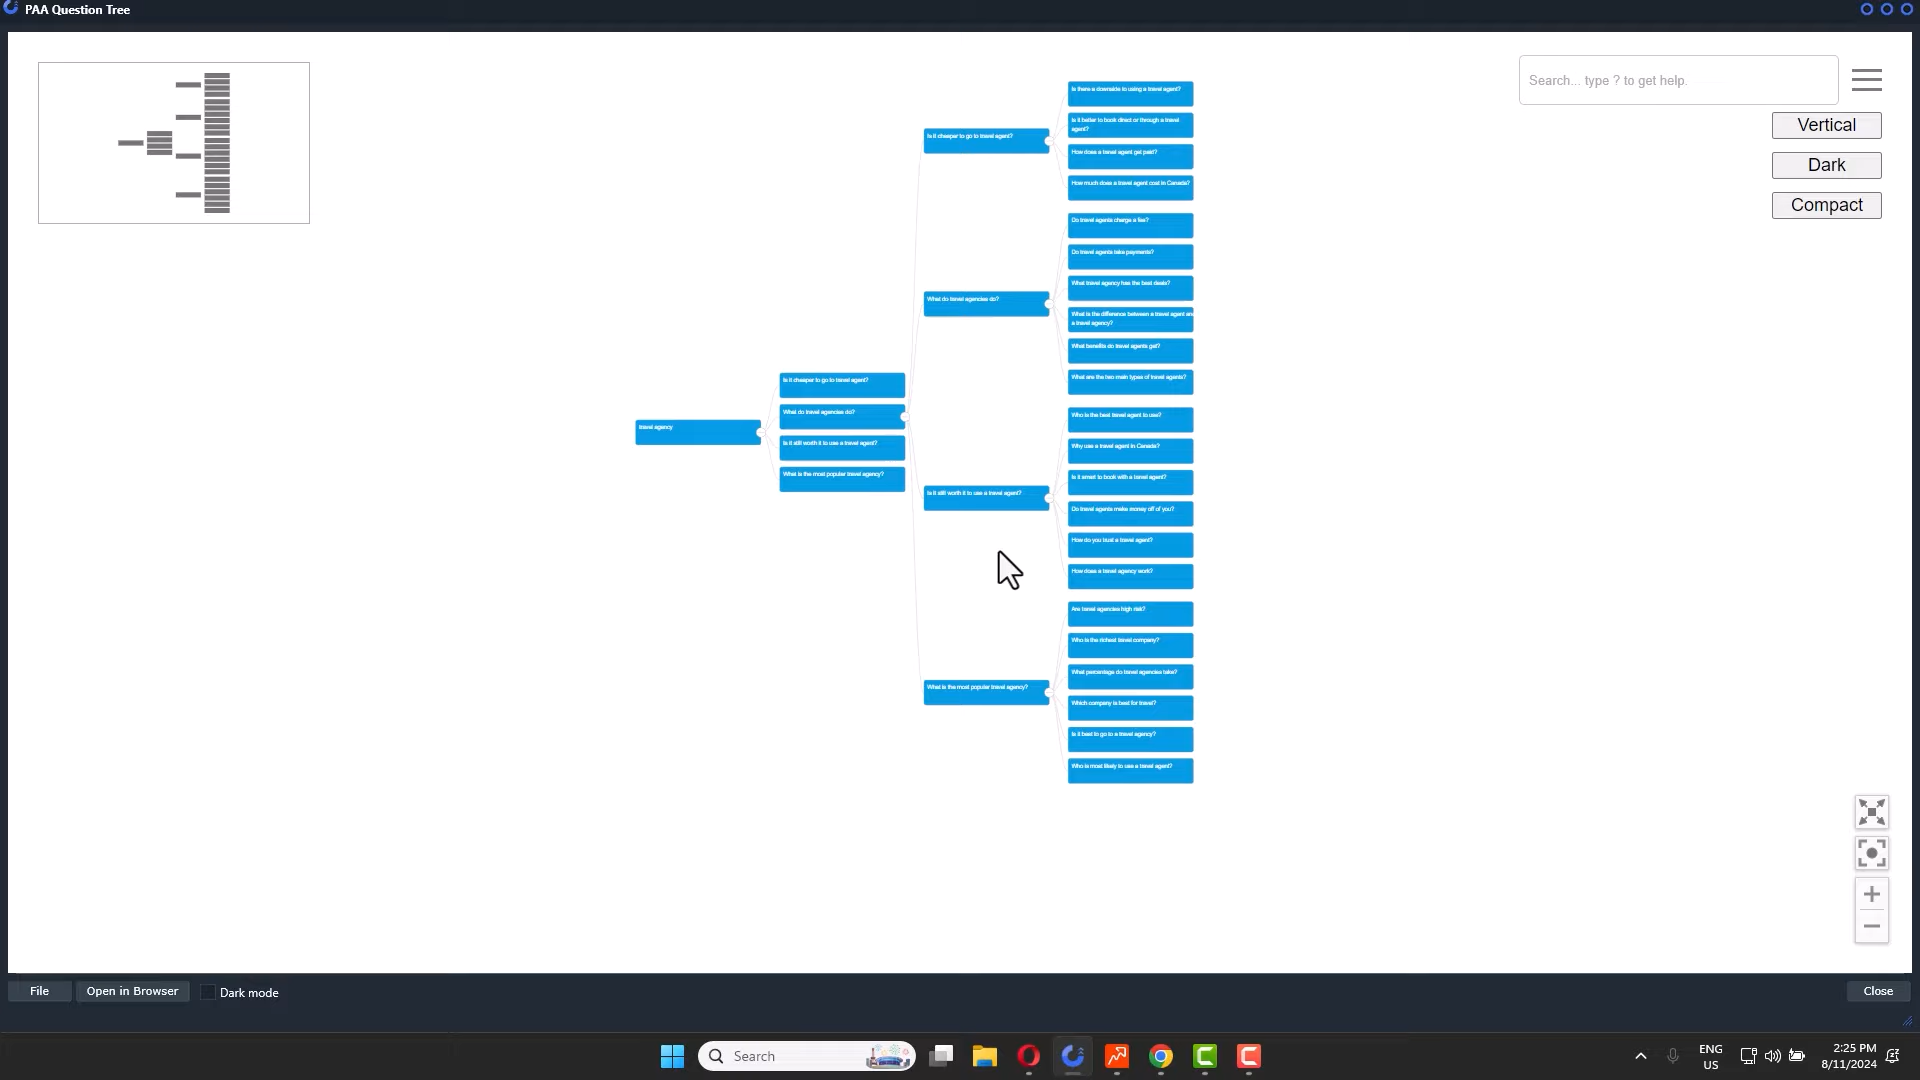 PAA Question Tree
Search... type ? to get help.
Vertical
Dark
Compact
travel agency
Is it cheaper to go to travel agent?
What do travel agencies do?
Is it still worth it to use a travel agent?
What is the most popular travel agency?
Is it cheaper to go to travel agent?
Is there a downside to using a travel agent?
Is it better to book direct or through a travel
agent?
How does a travel agent get paid?
How much does a travel agent cost in Canada?
What do travel agencies do?
Do travel agents charge a fee?
Do travel agents take payments?
What travel agency has the best deals?
What is the difference between a travel agent and
a travel agency?
What benefits do travel agents get?
What are the two main types of travel agents?
Is it still worth it to use a travel agent?
Who is the best travel agent to use?
Why use a travel agent in Canada?
Is it smart to book with a travel agent?
Do travel agents make money off of you?
How do you trust a travel agent?
How does a travel agency work?
What is the most popular travel agency?
Are travel agencies high risk?
Who is the richest travel company?
What percentage do travel agencies take?
Which company is best for travel?
Is it best to go to a travel agency?
Who is most likely to use a travel agent?
File
Open in Browser
Dark mode
Close
Search
ENG
US
2:25 PM
8/11/2024